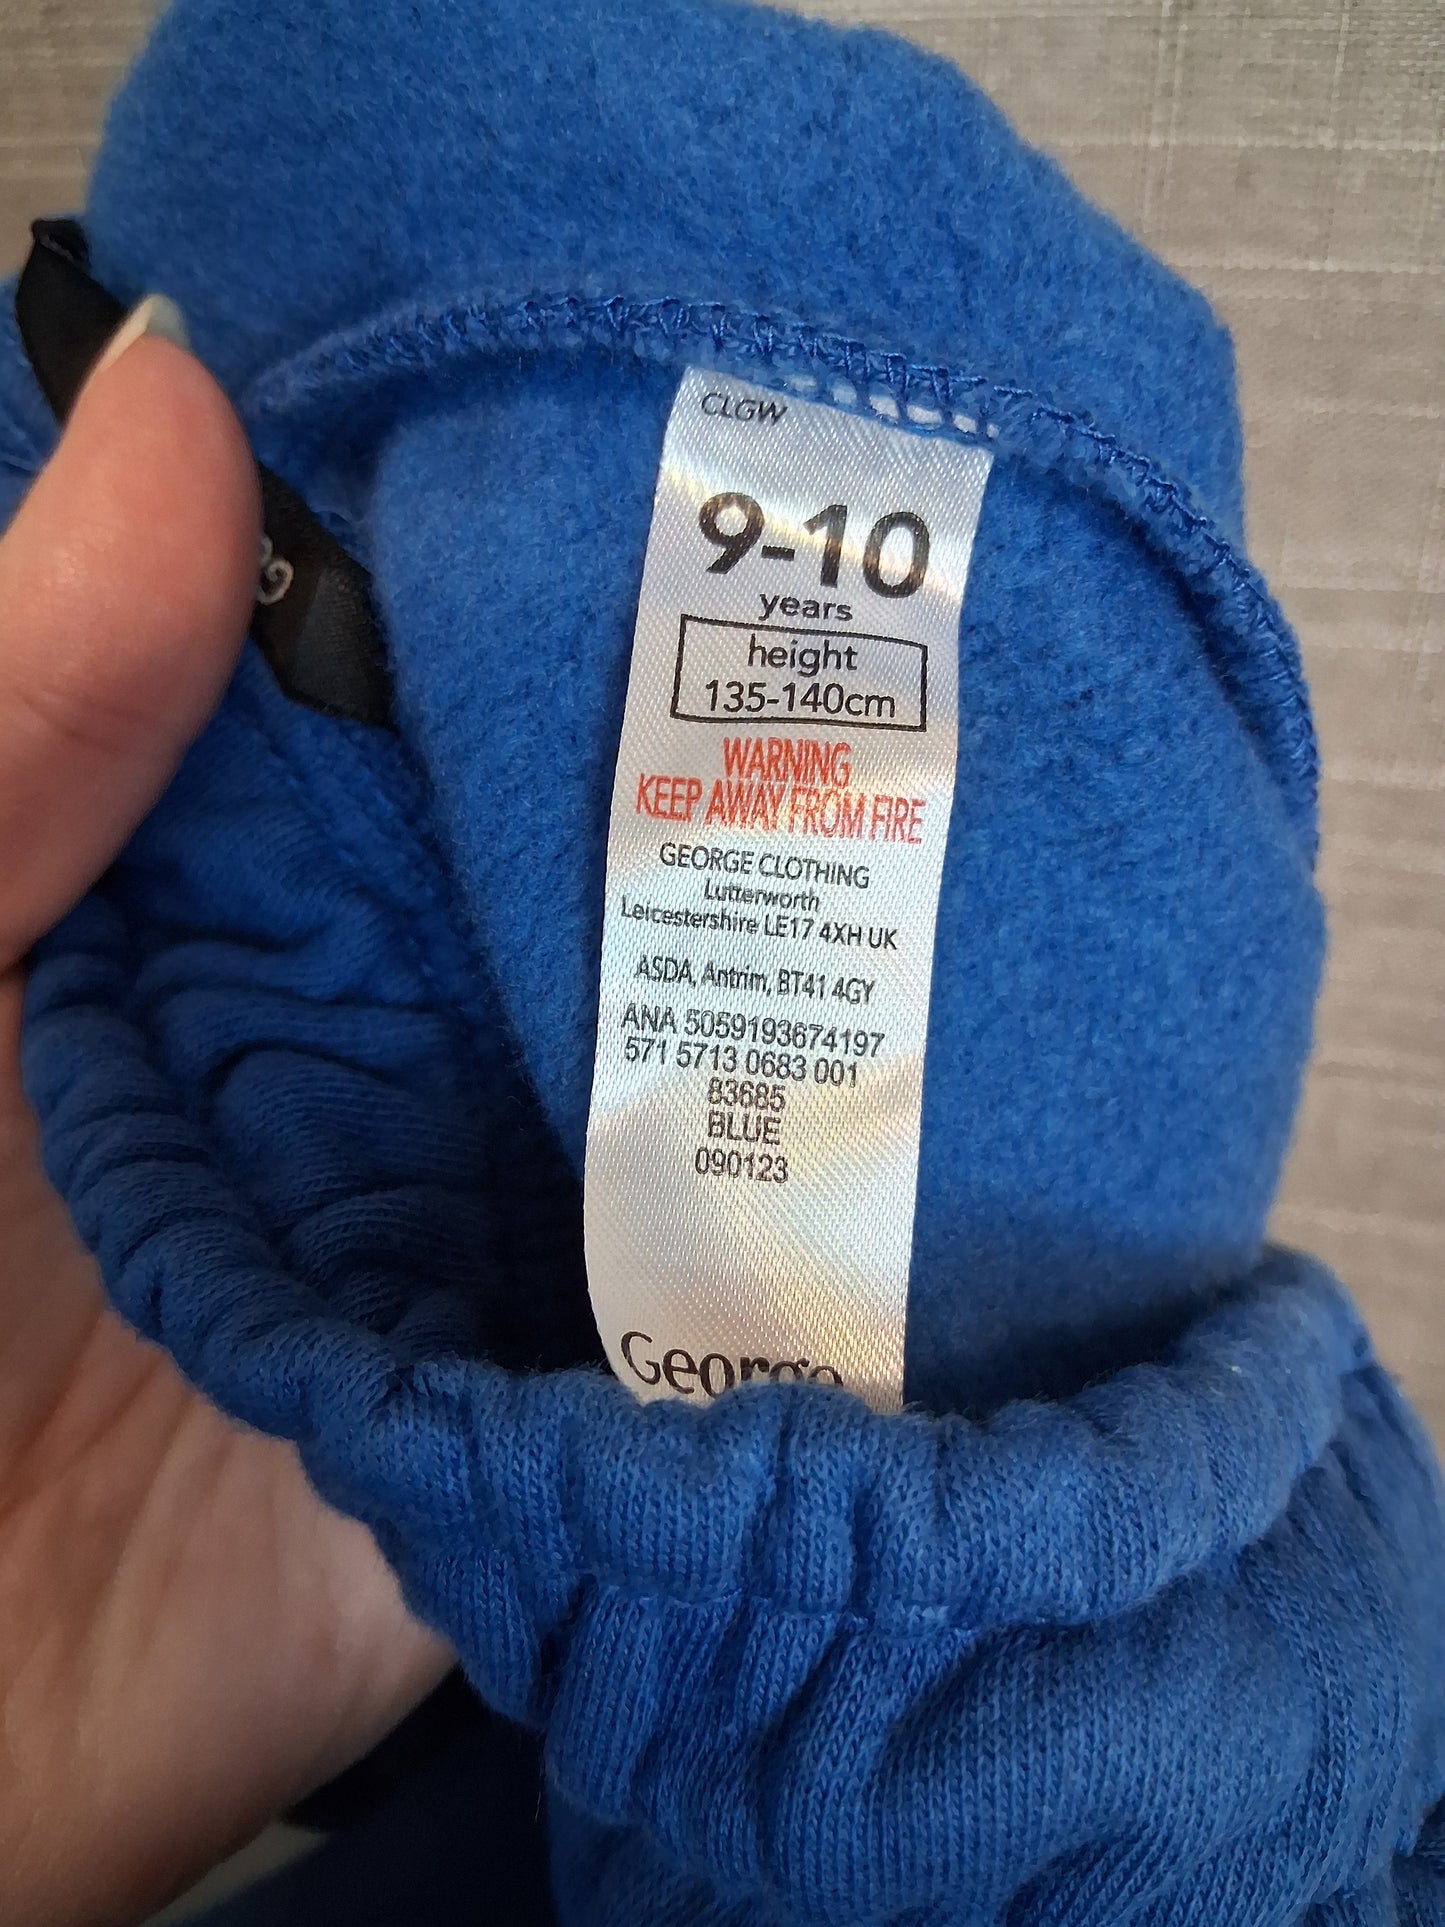 CLGW
9-10
years
height
135-140cm
WARNING
KEEP AWAY FROM FIRE
GEORGE CLOTHING
Lutterworth
Leicestershire LE17 4XH UK
ASDA, Antrim, BT41 4GY
ANA 5059193674197
571 5713 0683 001
83685
BLUE
090123
George